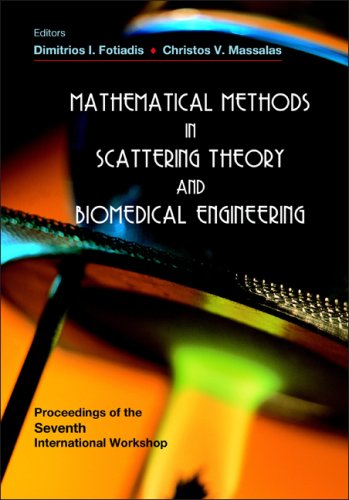 Editors
Dimitrios I. Fotiadis ♦ Christos V. Massalas
MATHEMATICAL METHODS
IN
SCATTERING THEORY
AND
BIOMEDICAL ENGINEERING
Proceedings of the
Seventh
International Workshop